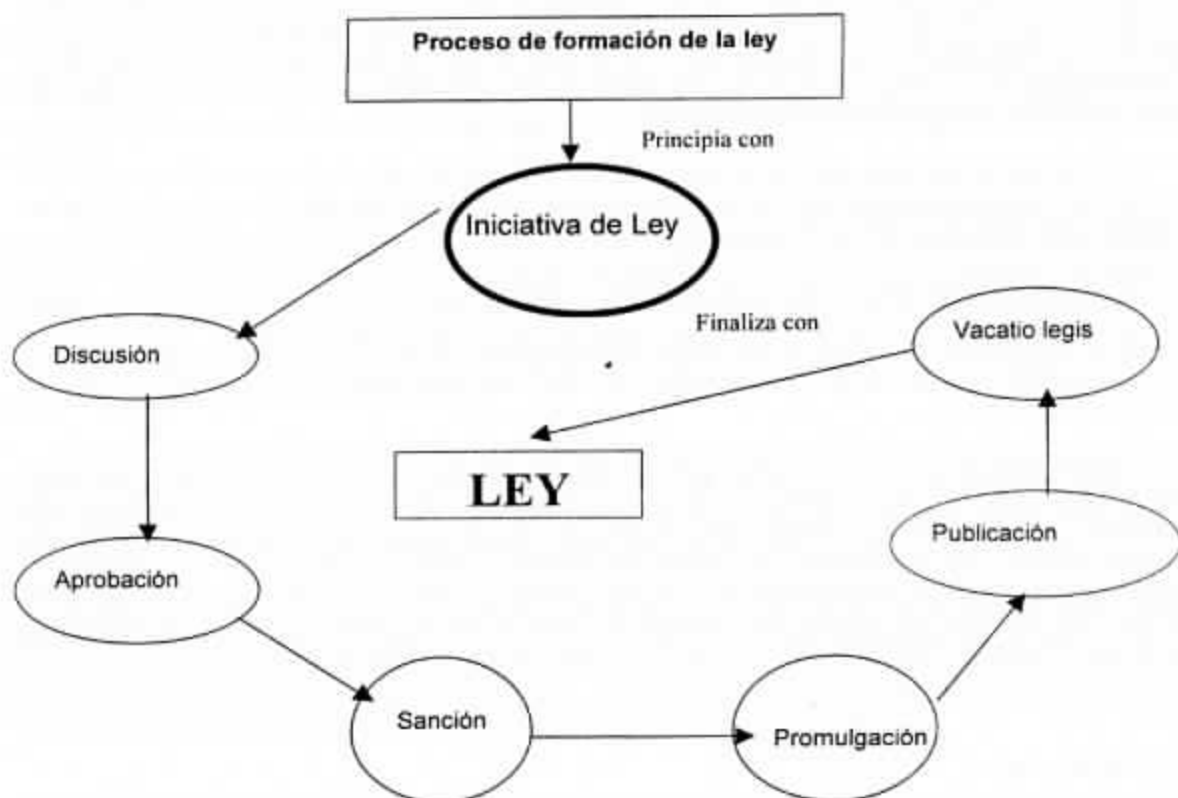 Proceso de formación de la ley
Principia con
Iniciativa de Ley
Discusión
Aprobación
Sanción
Promulgación
Publicación
Vacatio legis
Finaliza con
LEY